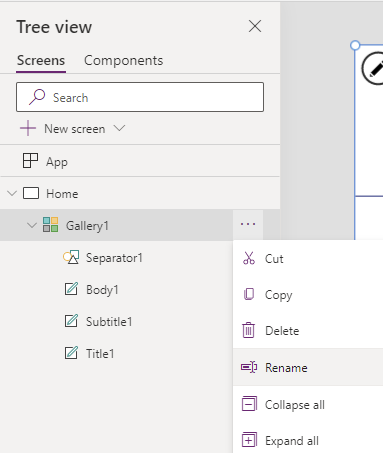 Tree view
Screens Components
Search
New screen
App
Home
Gallery1 ...
Separator1
Body1
Subtitle1
Title1
Cut
Copy
Delete
Rename
Collapse all
Expand all